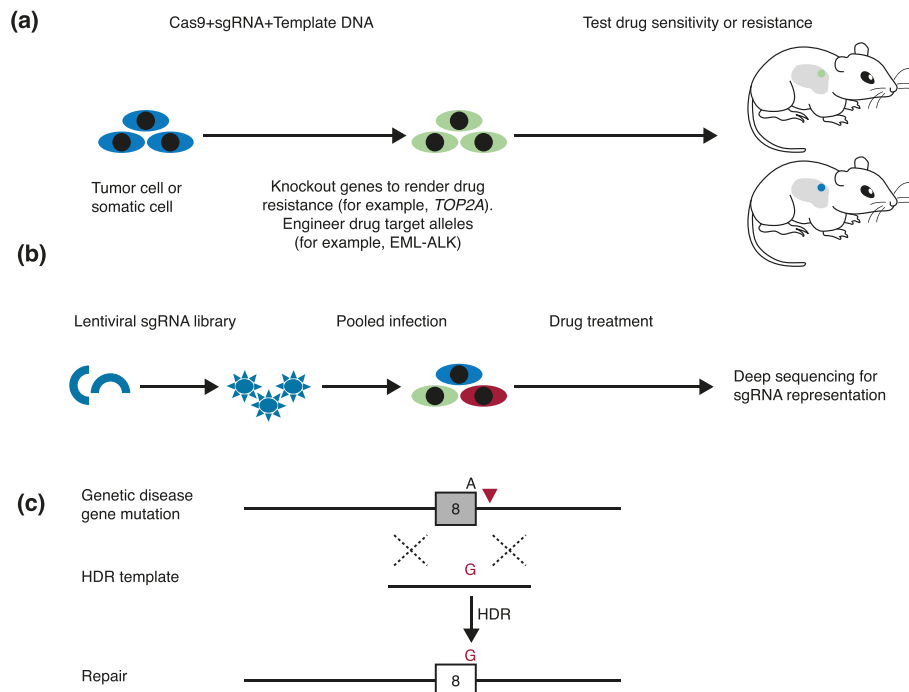 (a)
Cas9+sgRNA+Template DNA
Test drug sensitivity or resistance
Tumor cell or
somatic cell
Knockout genes to render drug
resistance (for example, TOP2A).
Engineer drug target alleles
(for example, EML-ALK)
(b)
Lentiviral sgRNA library
Pooled infection
Drug treatment
Deep sequencing for
sgRNA representation
(c)
Genetic disease
gene mutation
A
8
HDR template
G
HDR
Repair
G
8